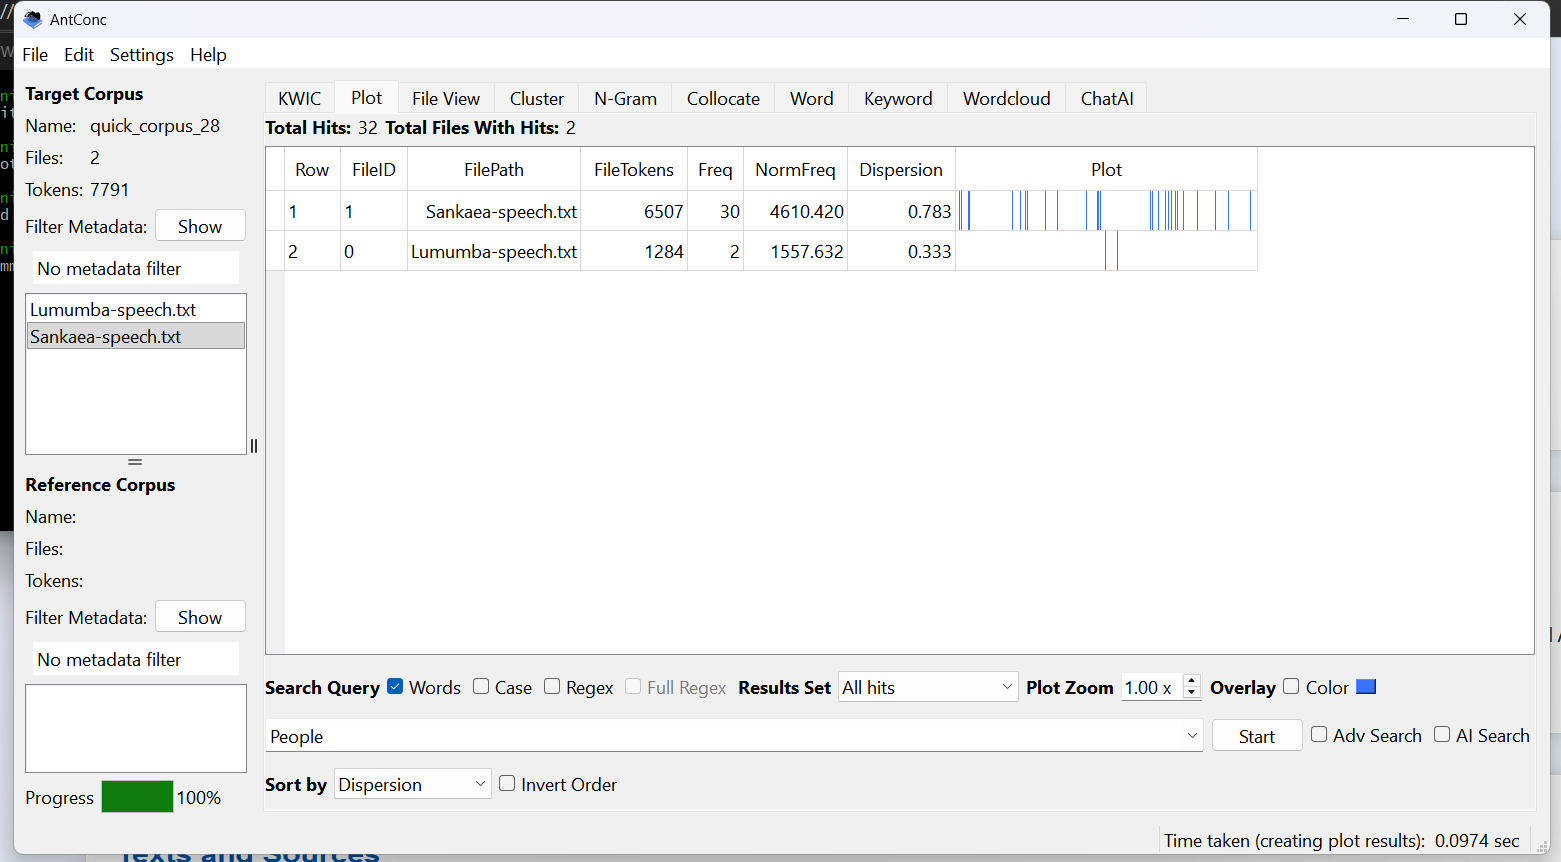 AntConc
File Edit Settings Help
Target Corpus
Name: quick_corpus_28
Files: 2
Tokens: 7791
Filter Metadata: Show
No metadata filter
Lumumba-speech.txt
Sankaea-speech.txt
Reference Corpus
Name:
Files:
Tokens:
Filter Metadata: Show
No metadata filter
Progress 100%
KWIC Plot File View Cluster N-Gram Collocate Word Keyword Wordcloud ChatAI
Total Hits: 32 Total Files With Hits: 2
Row FileID FilePath FileTokens Freq NormFreq Dispersion Plot
1 1 Sankaea-speech.txt 6507 30 4610.420 0.783
2 0 Lumumba-speech.txt 1284 2 1557.632 0.333
Search Query Words Case Regex Full Regex Results Set All hits Plot Zoom 1.00 x Overlay Color
People Start Adv Search AI Search
Sort by Dispersion Invert Order
Time taken (creating plot results): 0.0974 sec
Texts and Sources